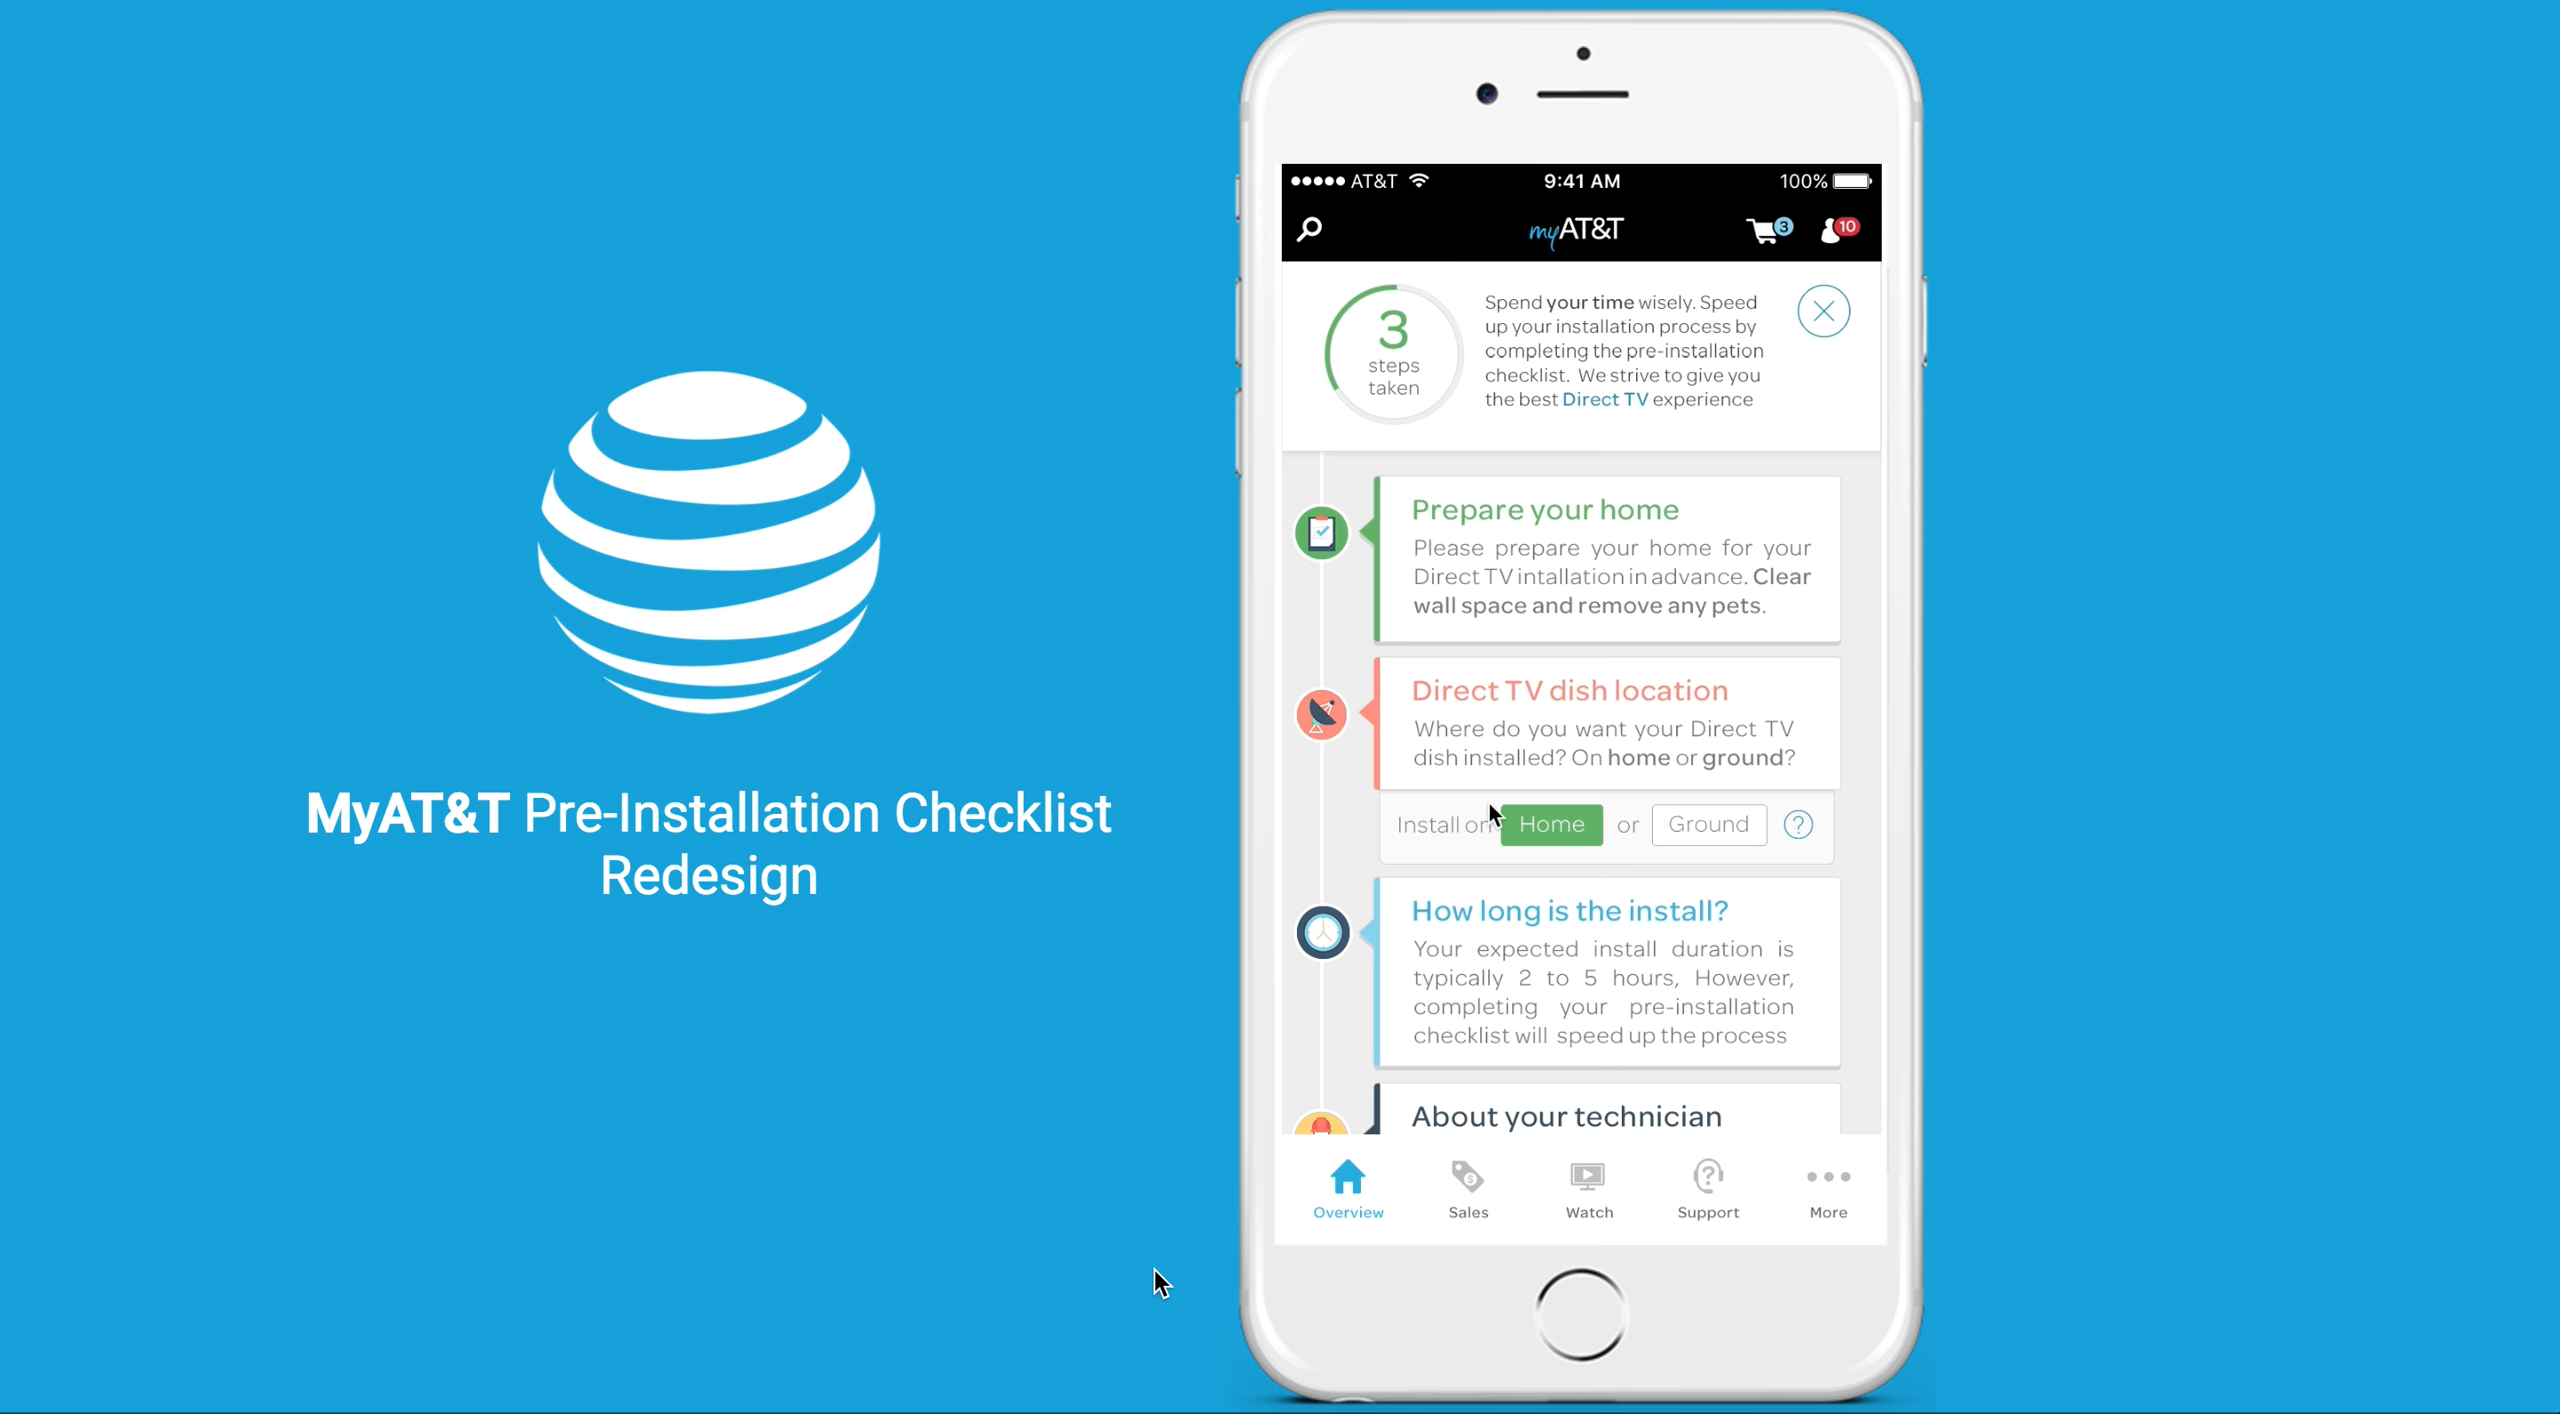 MyAT&T Pre-Installation Checklist
Redesign
AT&T
9:41 AM
100%
myAT&T
3
10
3
steps
taken
Spend your time wisely. Speed
up your installation process by
completing the pre-installation
checklist. We strive to give you
the best Direct TV experience
Prepare your home
Please prepare your home for your
Direct TV intallation in advance. Clear
wall space and remove any pets.
Direct TV dish location
Where do you want your Direct TV
dish installed? On home or ground?
Install on Home or Ground ?
How long is the install?
Your expected install duration is
typically 2 to 5 hours, However,
completing your pre-installation
checklist will speed up the process
About your technician
Overview
Sales
Watch
Support
More